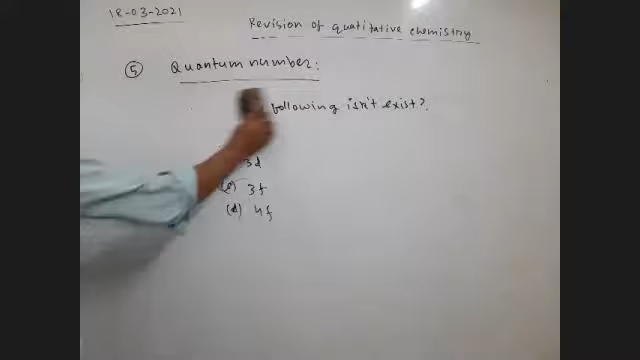 18-03-2021
Revision of quatitative chemistry
⑤ Quantum number:
following isn't exist?
3d
(c) 3f
(d) 4f